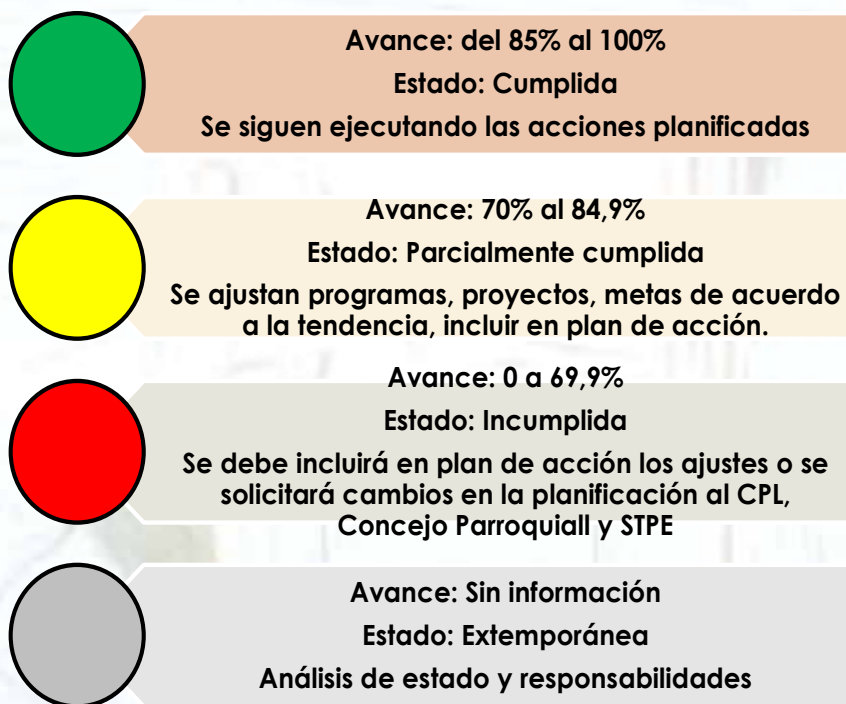 Avance: del 85% al 100%
Estado: Cumplida
Se siguen ejecutando las acciones planificadas
Avance: 70% al 84,9%
Estado: Parcialmente cumplida
Se ajustan programas, proyectos, metas de acuerdo
a la tendencia, incluir en plan de acción.
Avance: 0 a 69,9%
Estado: Incumplida
Se debe incluirá en plan de acción los ajustes o se
solicitará cambios en la planificación al CPL,
Concejo Parroquiall y STPE
Avance: Sin información
Estado: Extemporánea
Análisis de estado y responsabilidades